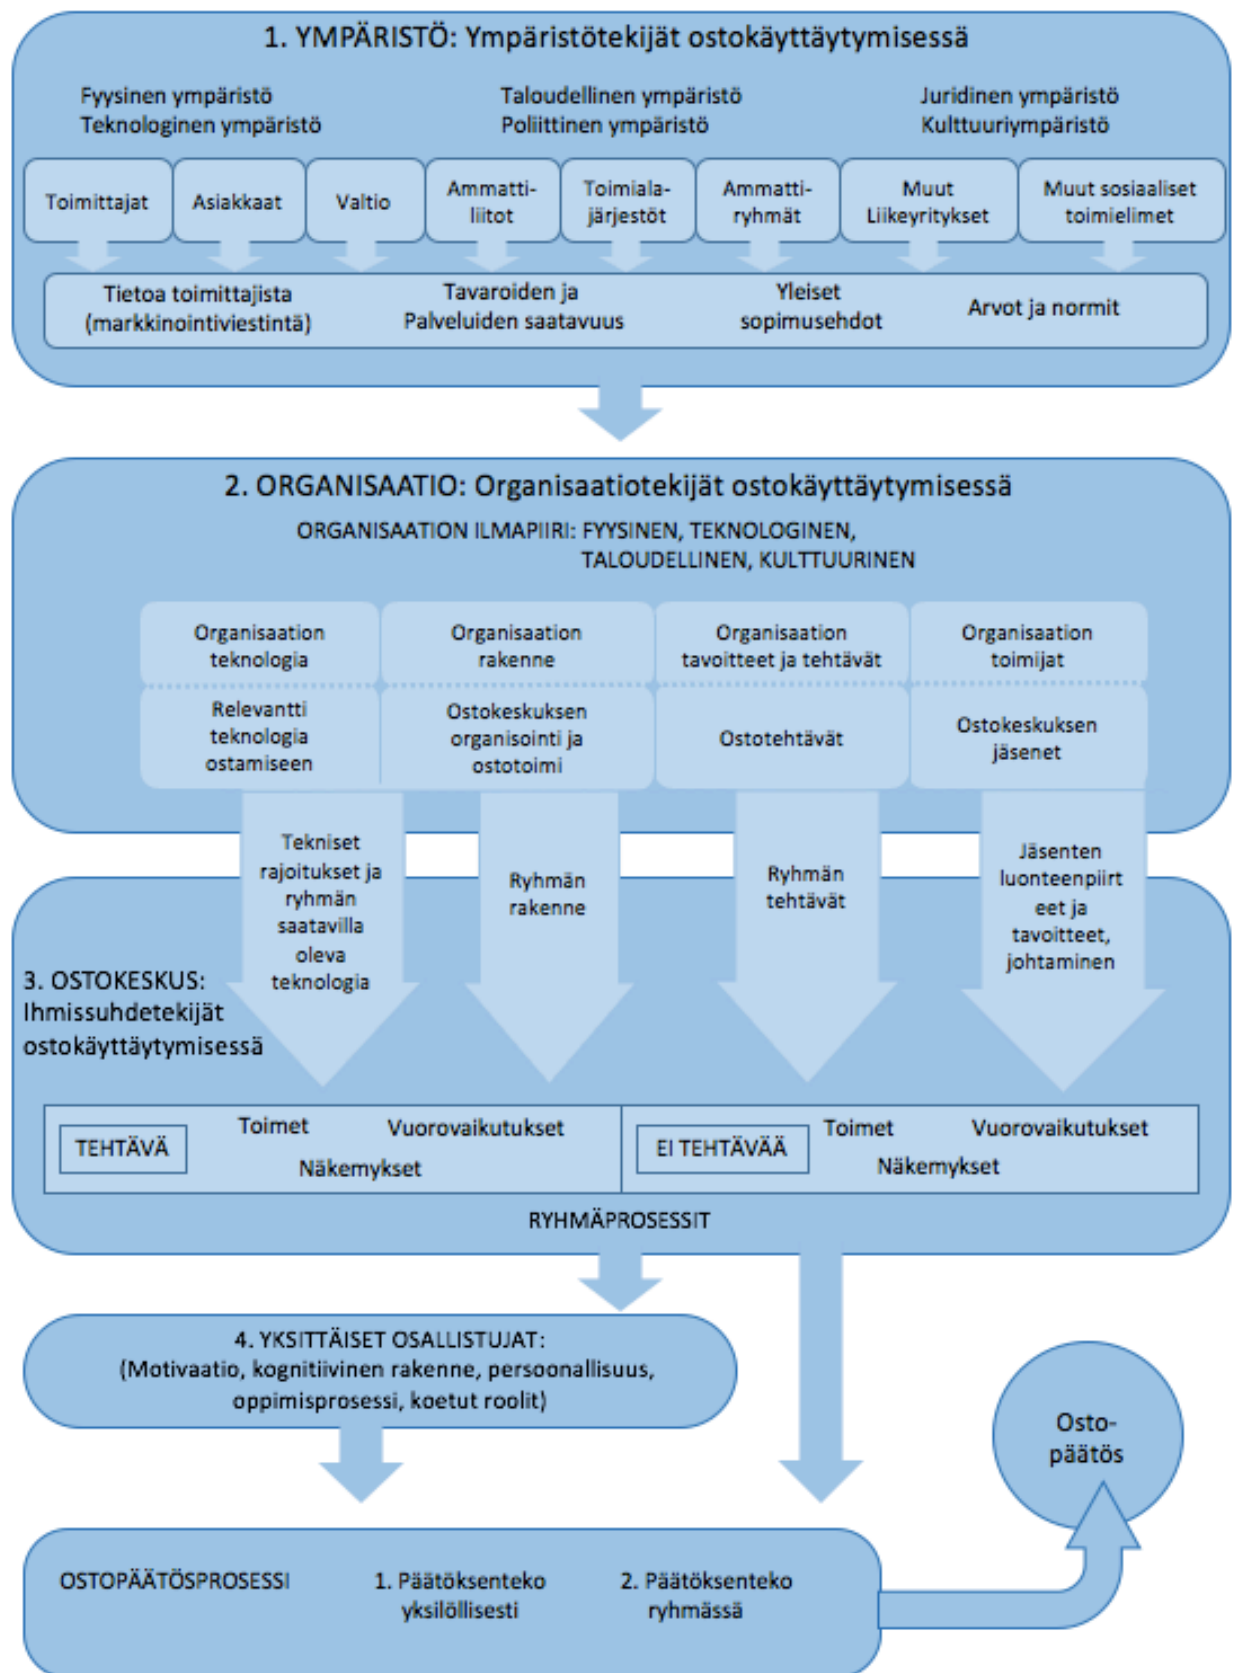 1. YMPÄRISTÖ: Ympäristötekijät ostokäyttäytymisessä
Fyysinen ympäristö
Teknologinen ympäristö
Taloudellinen ympäristö
Poliittinen ympäristö
Juridinen ympäristö
Kulttuuriympäristö
Toimittajat
Asiakkaat
Valtio
Ammatti-
liitot
Toimiala-
järjestöt
Ammatti-
ryhmät
Muut
Liikeyritykset
Muut sosiaaliset
toimielimet
Tietoa toimittajista
(markkinointiviestintä)
Tavaroiden ja
Palveluiden saatavuus
Yleiset
sopimusehdot
Arvot ja normit
2. ORGANISAATIO: Organisaatiotekijät ostokäyttäytymisessä
ORGANISAATION ILMAPIIRI: FYYSINEN, TEKNOLOGINEN,
TALOUDELLINEN, KULTTUURINEN
Organisaation
teknologia
Organisaation
rakenne
Organisaation
tavoitteet ja tehtävät
Organisaation
toimijat
Relevantti
teknologia
ostamiseen
Ostokeskuksen
organisointi ja
ostotoimi
Ostotehtävät
Ostokeskuksen
jäsenet
Tekniset
rajoitukset ja
ryhmän
saatavilla
oleva
teknologia
Ryhmän
rakenne
Ryhmän
tehtävät
Jäsenten
luonteenpiirt
eet ja
tavoitteet,
johtaminen
3. OSTOKESKUS:
Ihmissuhdetekijät
ostokäyttäytymisessä
TEHTÄVÄ
Toimet
Vuorovaikutukset
Näkemykset
EI TEHTÄVÄÄ
Toimet
Vuorovaikutukset
Näkemykset
RYHMÄPROSESSIT
4. YKSITTÄISET OSALLISTUJAT:
(Motivaatio, kognitiivinen rakenne, persoonallisuus,
oppimisprosessi, koetut roolit)
Osto-
päätös
OSTOPÄÄTÖSPROSESSI
1. Päätöksenteko
yksilöllisesti
2. Päätöksenteko
ryhmässä